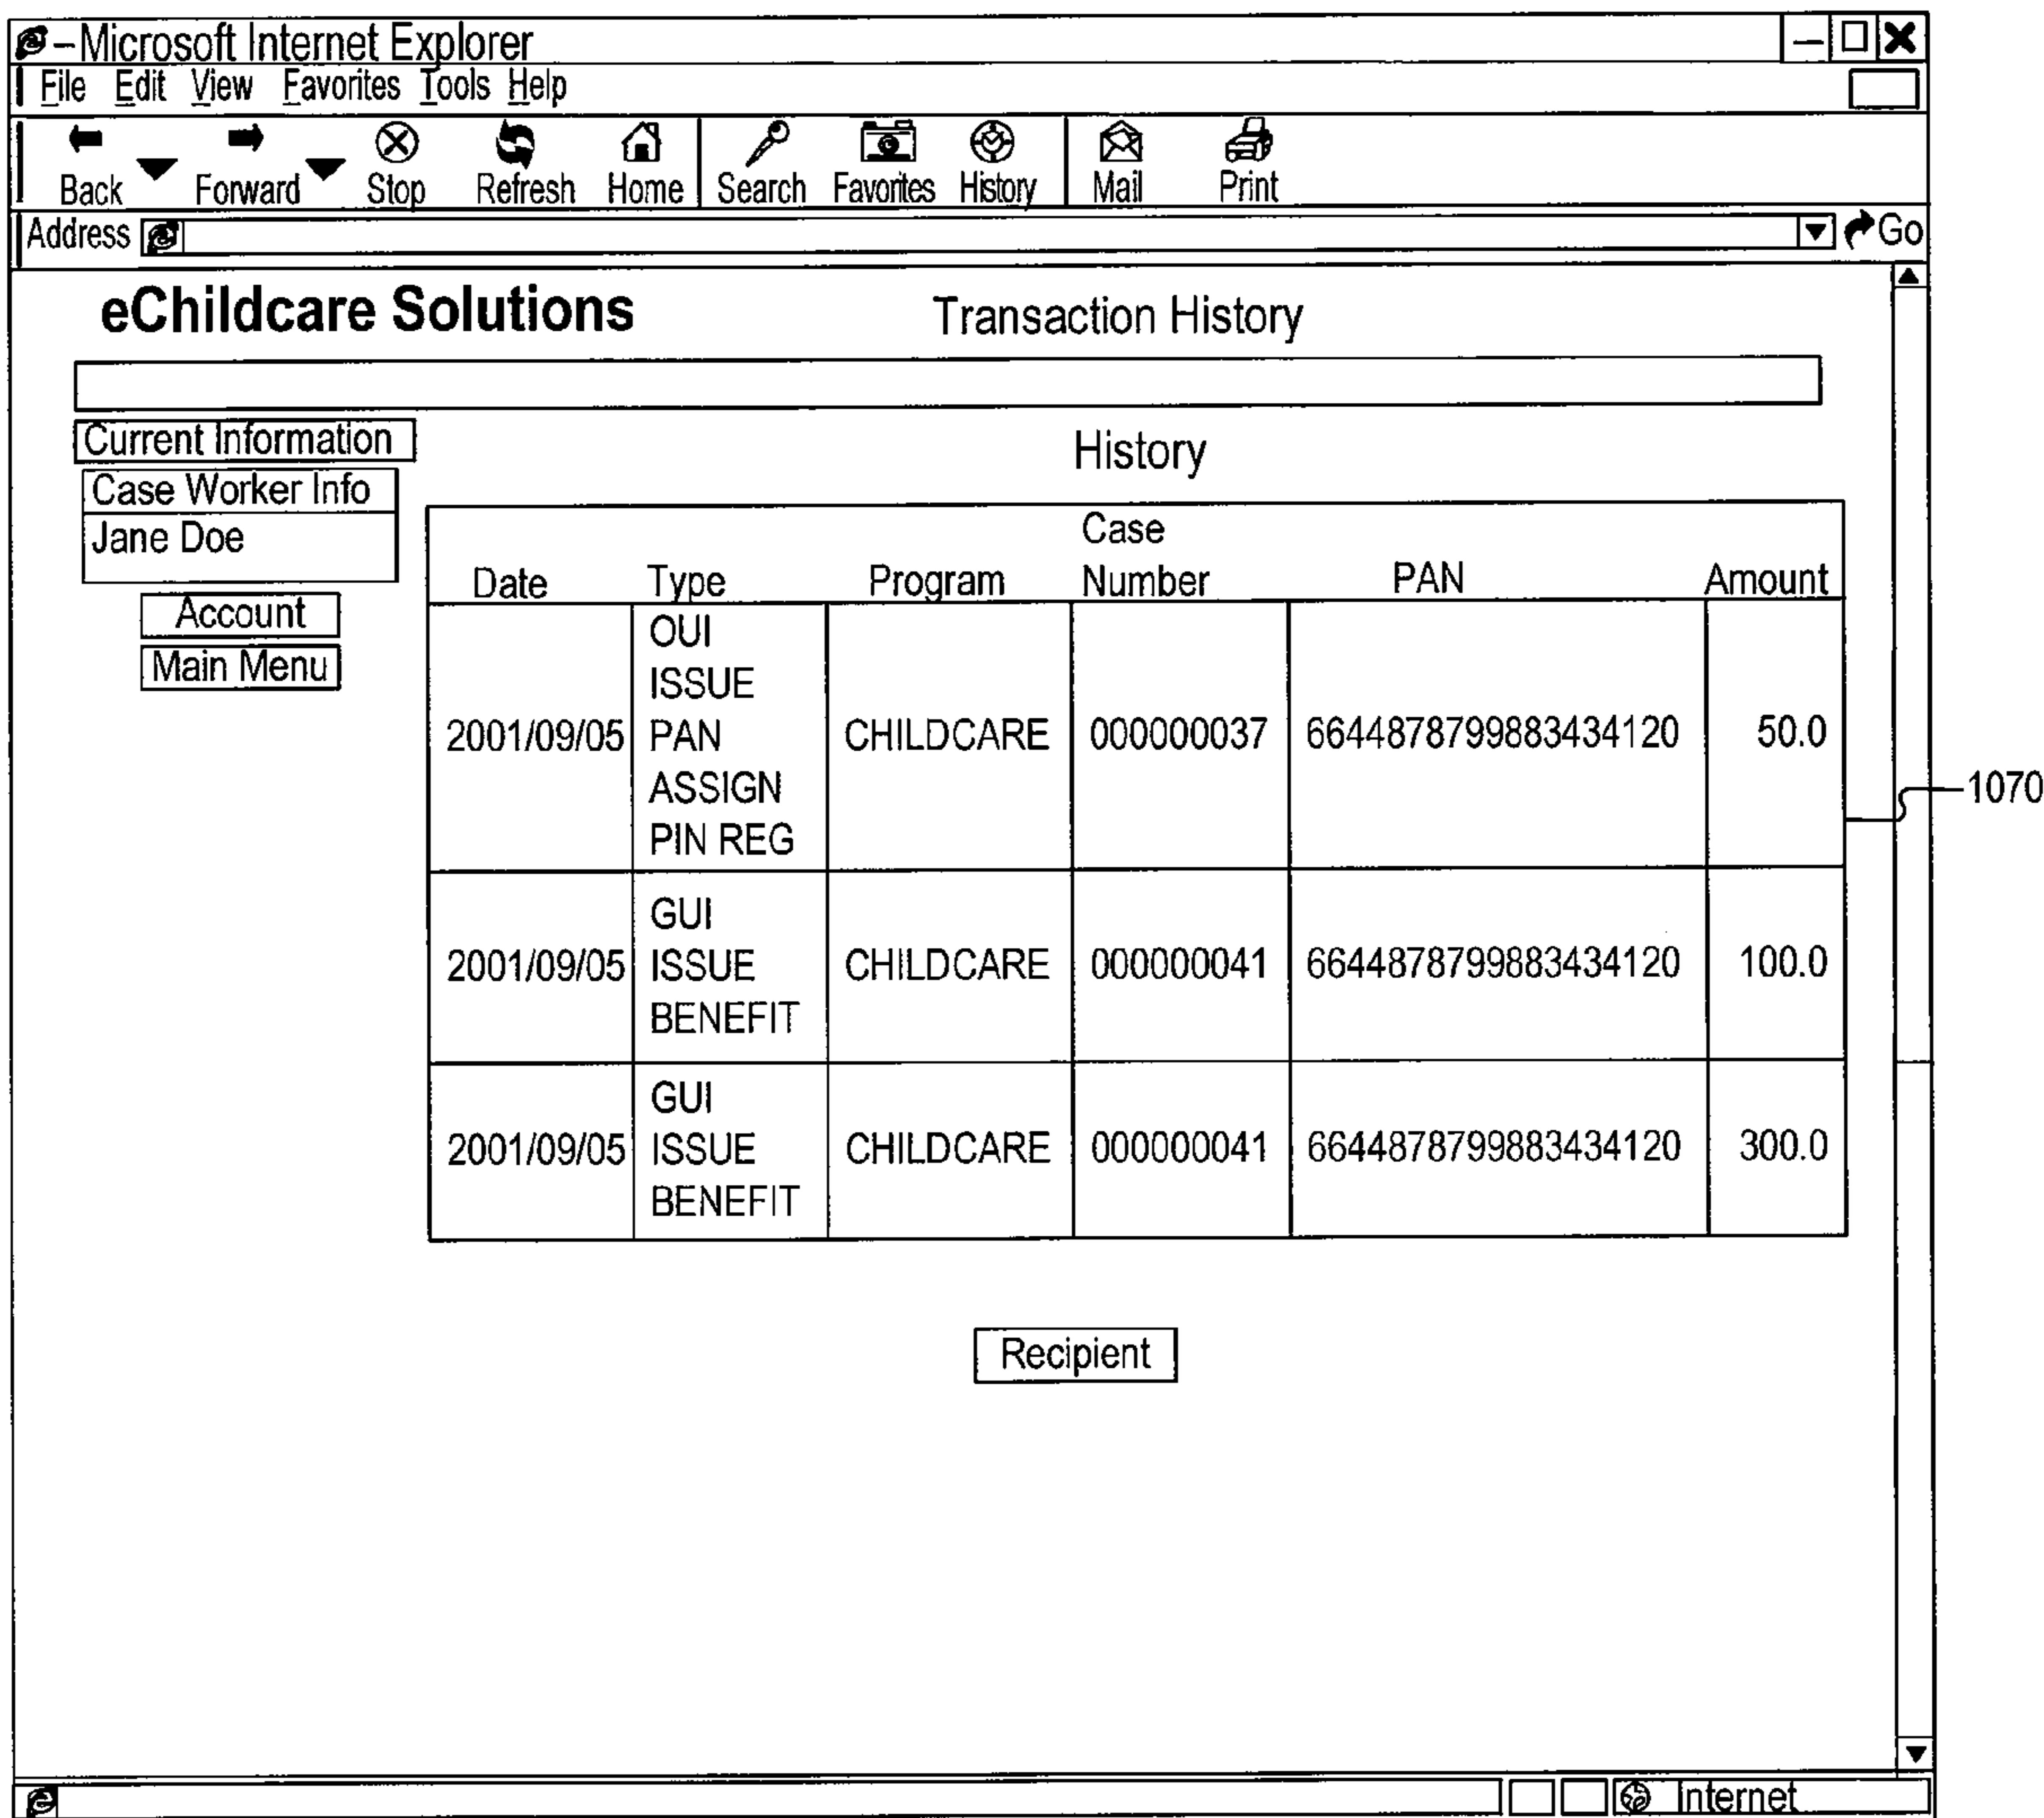 –Microsoft Internet Explorer
File Edit View Favorites Tools Help
Back Forward Stop Refresh Home Search Favorites History Mail Print
Address Go
eChildcare Solutions Transaction History
Current Information
History
Case Worker Info
Jane Doe
Account
Main Menu
Case
Date Type Program Number PAN Amount
OUI
ISSUE
2001/09/05 PAN CHILDCARE 000000037 6644878799883434120 50.0
ASSIGN
PIN REG
1070
GUI
2001/09/05 ISSUE CHILDCARE 000000041 6644878799883434120 100.0
BENEFIT
GUI
2001/09/05 ISSUE CHILDCARE 000000041 6644878799883434120 300.0
BENEFIT
Recipient
Internet